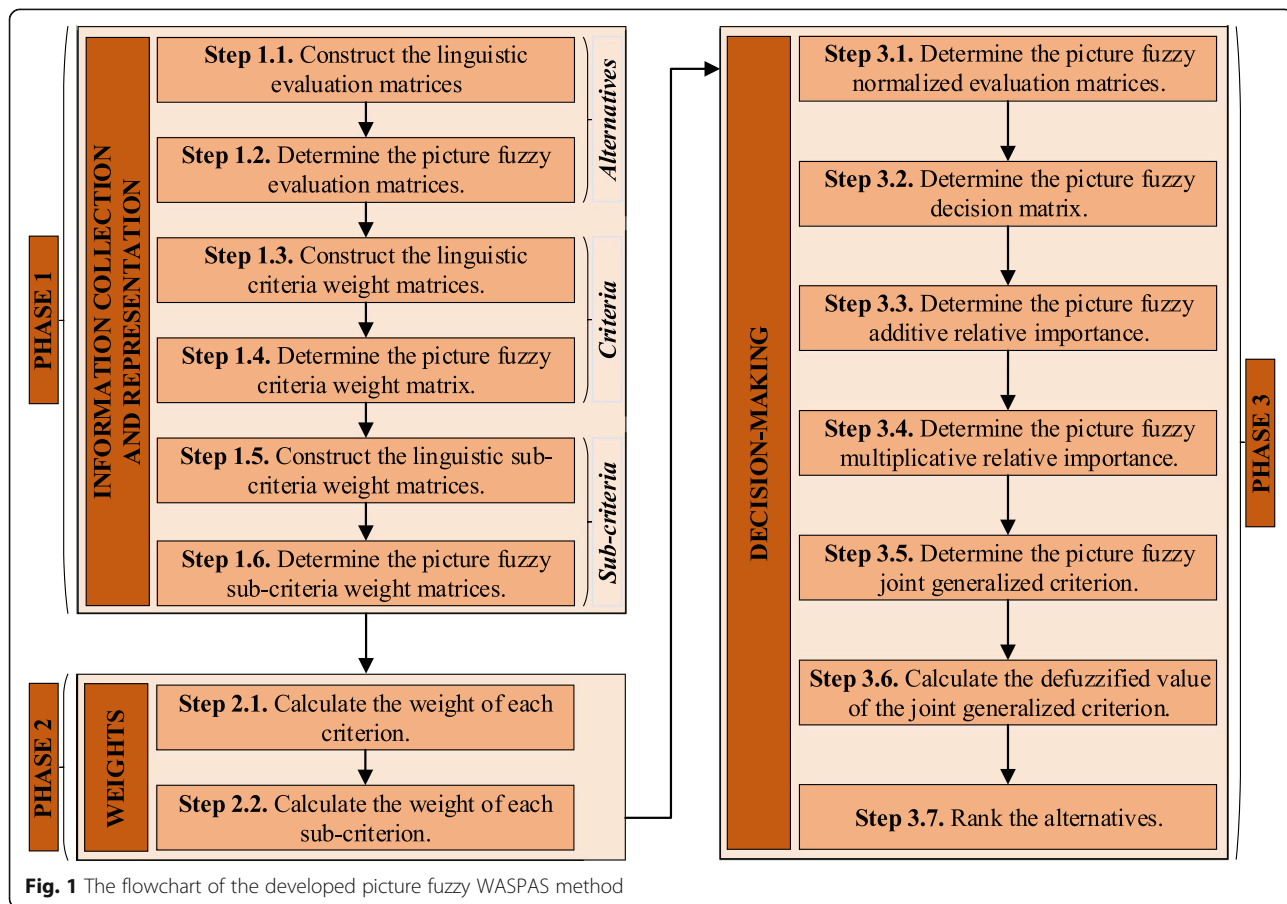 PHASE 1
INFORMATION COLLECTION
AND REPRESENTATION
Step 1.1. Construct the linguistic
evaluation matrices
Step 1.2. Determine the picture fuzzy
evaluation matrices.
Alternatives
Step 1.3. Construct the linguistic
criteria weight matrices.
Step 1.4. Determine the picture fuzzy
criteria weight matrix.
Criteria
Step 1.5. Construct the linguistic sub-
criteria weight matrices.
Step 1.6. Determine the picture fuzzy
sub-criteria weight matrices.
Sub-criteria
PHASE 2
WEIGHTS
Step 2.1. Calculate the weight of each
criterion.
Step 2.2. Calculate the weight of each
sub-criterion.
DECISION-MAKING
Step 3.1. Determine the picture fuzzy
normalized evaluation matrices.
Step 3.2. Determine the picture fuzzy
decision matrix.
Step 3.3. Determine the picture fuzzy
additive relative importance.
Step 3.4. Determine the picture fuzzy
multiplicative relative importance.
Step 3.5. Determine the picture fuzzy
joint generalized criterion.
Step 3.6. Calculate the defuzzified value
of the joint generalized criterion.
Step 3.7. Rank the alternatives.
PHASE 3
Fig. 1 The flowchart of the developed picture fuzzy WASPAS method